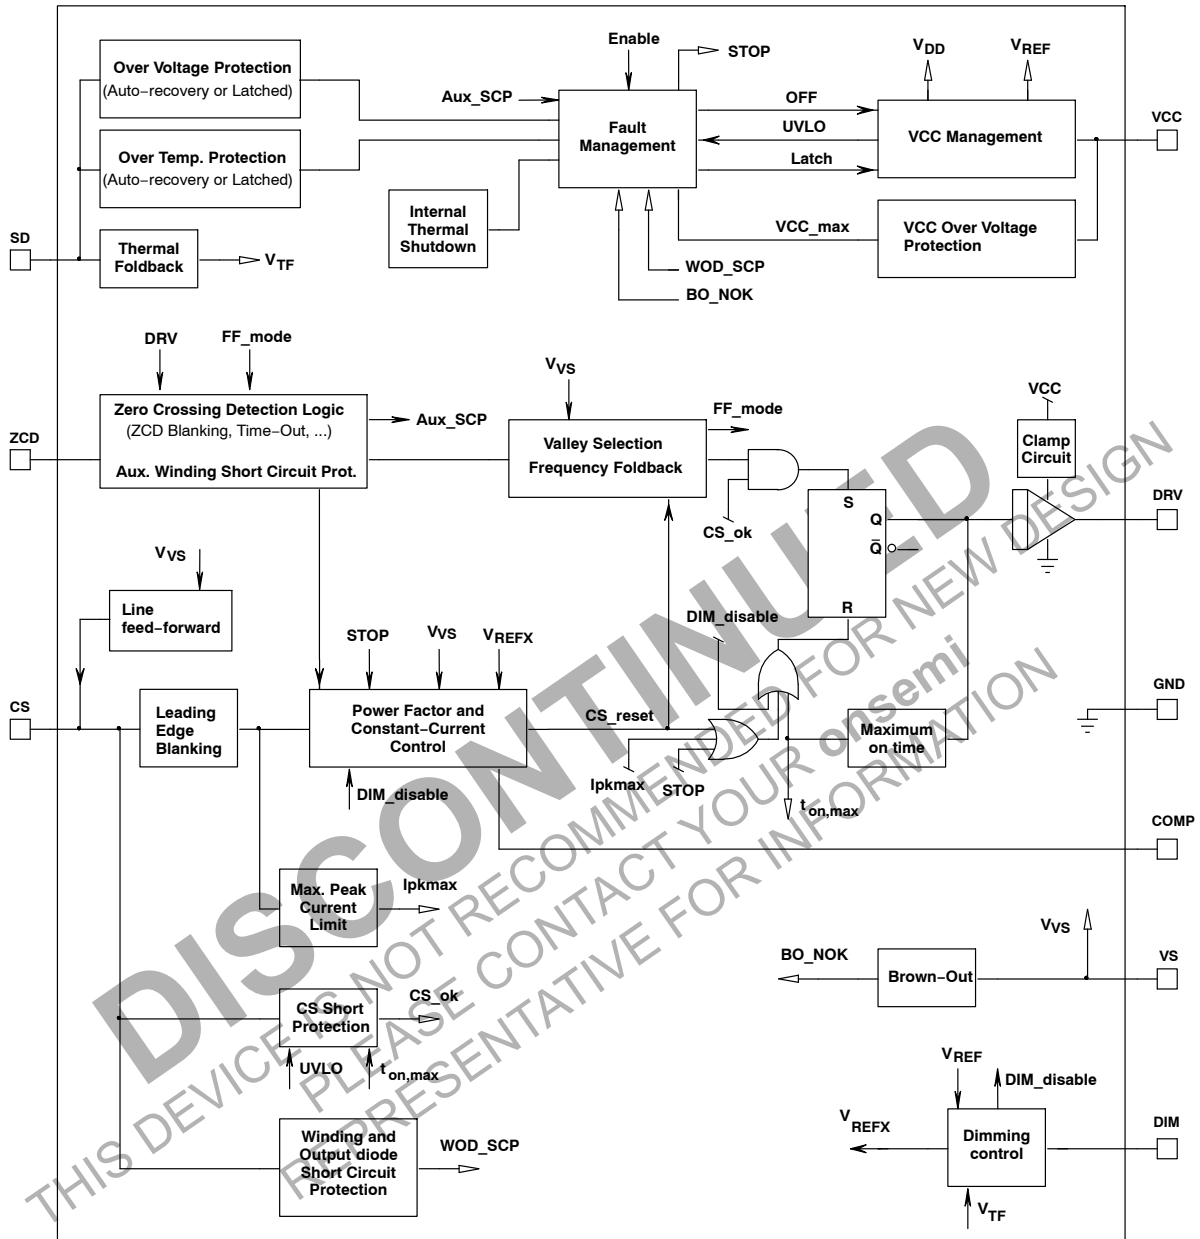 Enable
STOP
VDD
VREF
Over Voltage Protection
(Auto−recovery or Latched)
Aux_SCP
OFF
VCC
Fault
Management
UVLO
VCC Management
Over Temp. Protection
(Auto−recovery or Latched)
Latch
Internal
Thermal
Shutdown
VCC_max
VCC Over Voltage
Protection
SD
Thermal
Foldback
VTF
WOD_SCP
BO_NOK
DRV
FF_mode
VVS
VCC
Zero Crossing Detection Logic
(ZCD Blanking, Time−Out, ...)
Aux. Winding Short Circuit Prot.
Aux_SCP
FF_mode
ZCD
Valley Selection
Frequency Foldback
Clamp
Circuit
S
Q
Q̅
R
DRV
CS_ok
VVS
Line
feed−forward
DIM_disable
STOP
VVS
VREFX
CS
Leading
Edge
Blanking
Power Factor and
Constant−Current
Control
CS_reset
Maximum
on time
GND
Ipkmax
STOP
DIM_disable
ton,max
COMP
Max. Peak
Current
Limit
Ipkmax
VVS
BO_NOK
Brown−Out
VS
CS Short
Protection
CS_ok
UVLO
ton,max
VREF
DIM_disable
Winding and
Output diode
Short Circuit
Protection
WOD_SCP
VREFX
Dimming
control
DIM
VTF
DISCONTINUED
THIS DEVICE IS NOT RECOMMENDED FOR NEW DESIGN
PLEASE CONTACT YOUR onsemi
REPRESENTATIVE FOR INFORMATION